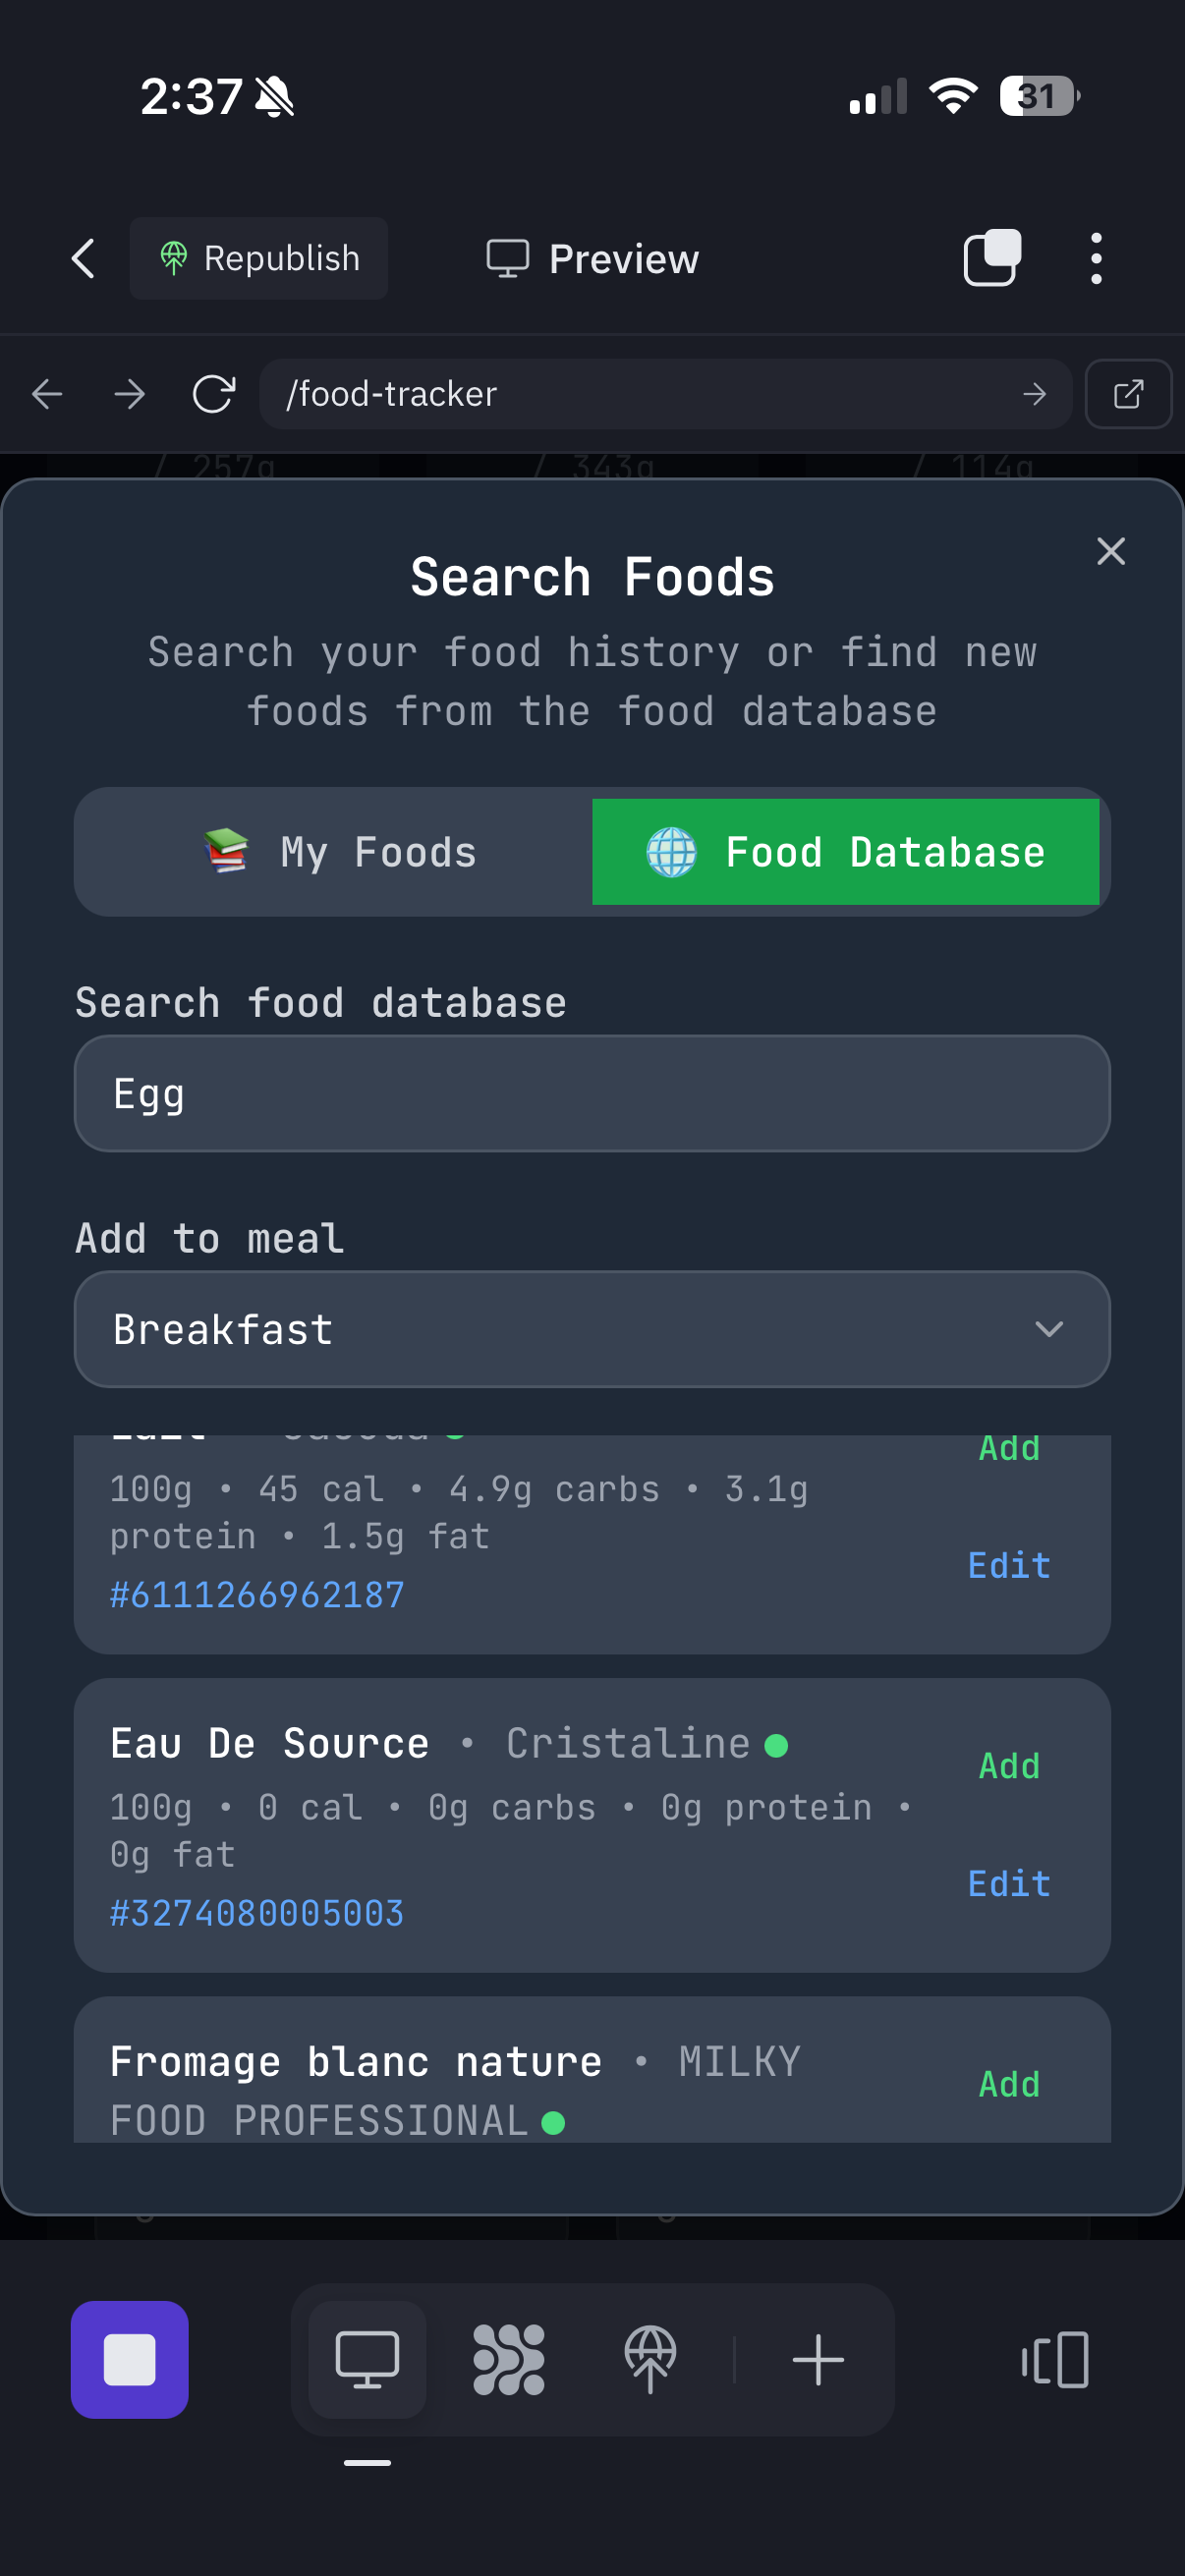 2:37
31
Republish
Preview
/food-tracker
/ 257g / 343g / 114g
Search Foods
Search your food history or find new
foods from the food database
📚 My Foods
🌐 Food Database
Search food database
Egg
Add to meal
Breakfast
Add
100g • 45 cal • 4.9g carbs • 3.1g
protein • 1.5g fat
Edit
#6111266962187
Eau De Source • Cristaline
Add
100g • 0 cal • 0g carbs • 0g protein •
0g fat
Edit
#3274080005003
Fromage blanc nature • MILKY
FOOD PROFESSIONAL
Add